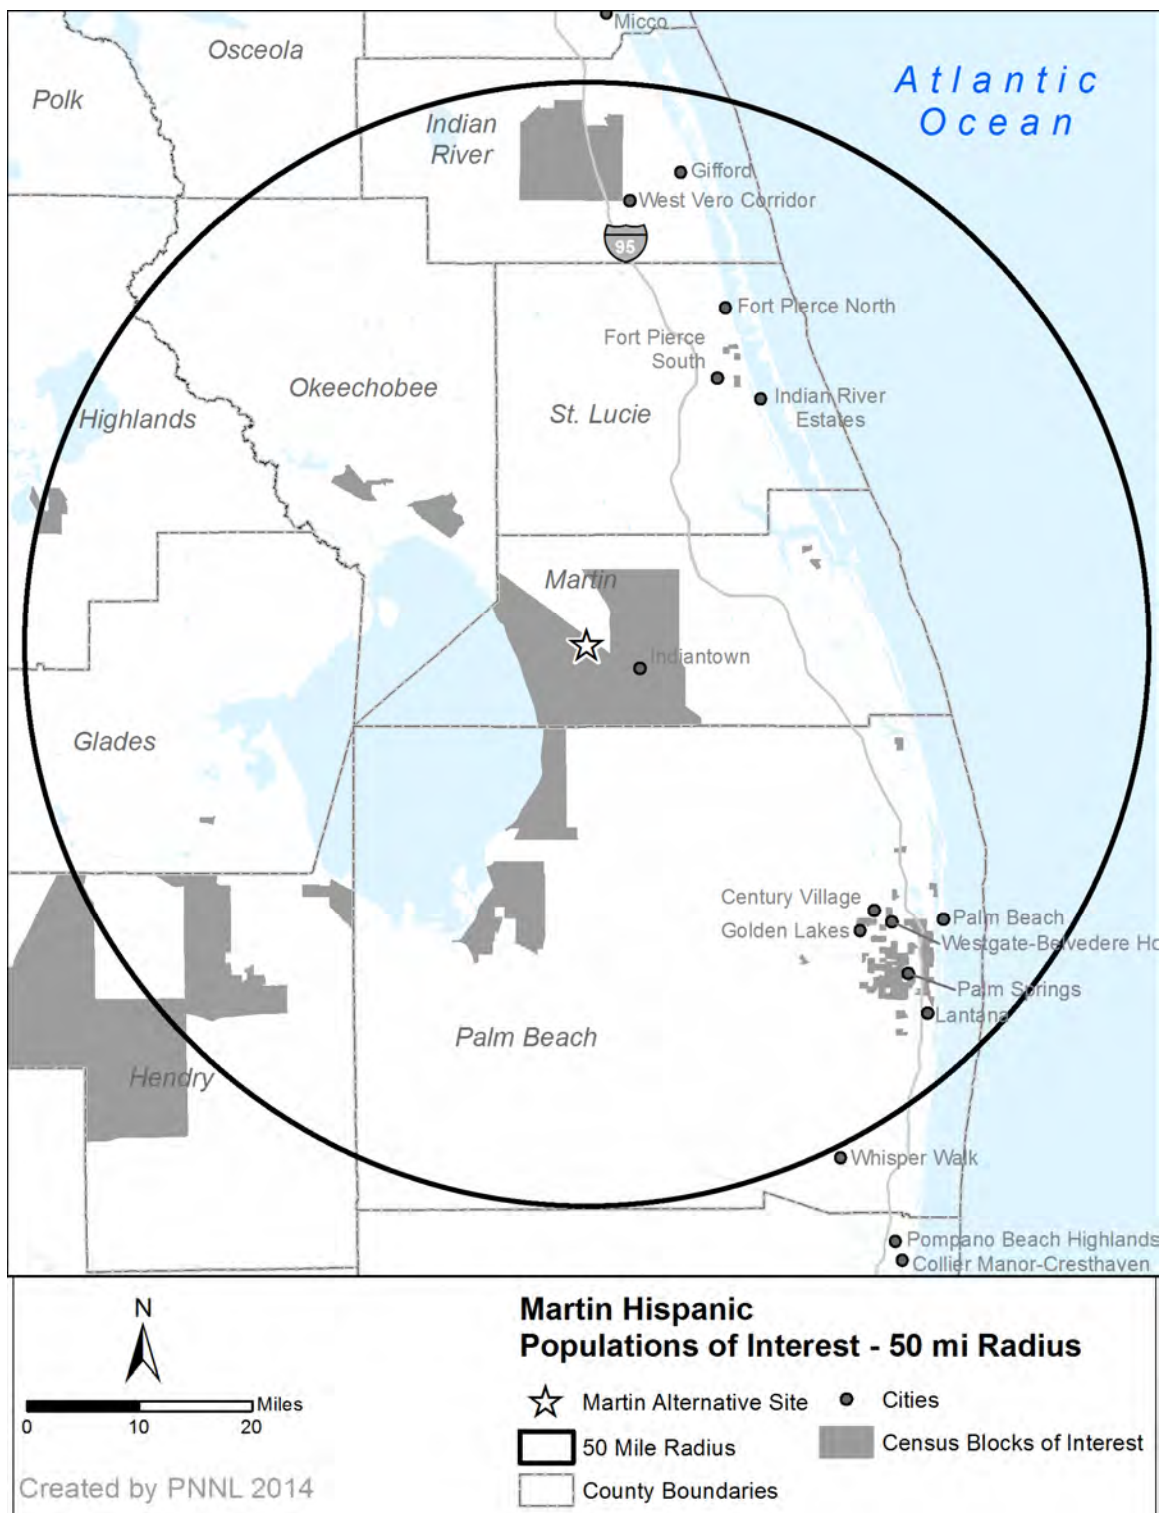 Micco
Osceola
Polk
Atlantic
Ocean
Indian
River
Gifford
West Vero Corridor
95
Fort Pierce North
Fort Pierce
South
Okeechobee
Highlands
St. Lucie
Indian River
Estates
Martin
Indiantown
Glades
Century Village
Golden Lakes
Palm Beach
Westgate-Belvedere Ho
Palm Springs
Lantana
Palm Beach
Hendry
Whisper Walk
Pompano Beach Highlands
Collier Manor-Cresthaven
N
Miles
0 10 20
Created by PNNL 2014
Martin Hispanic
Populations of Interest - 50 mi Radius
Martin Alternative Site
Cities
50 Mile Radius
Census Blocks of Interest
County Boundaries